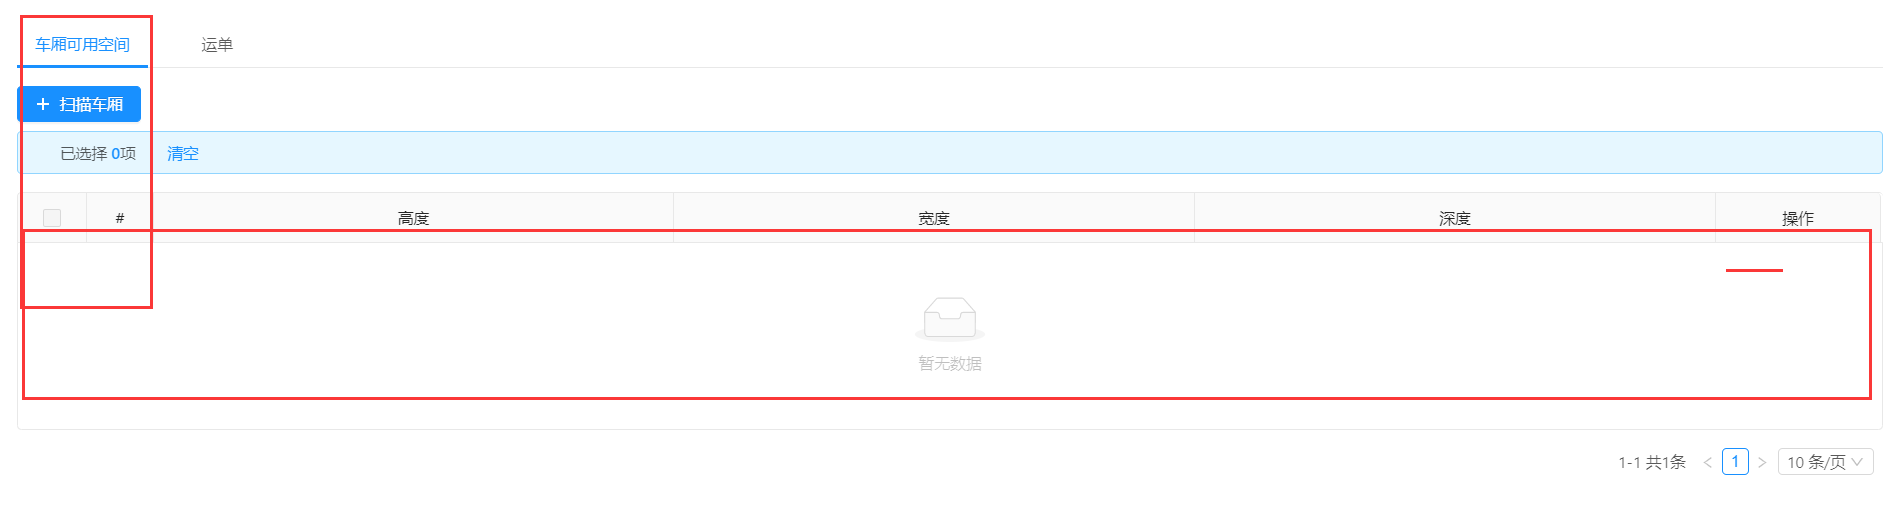 车厢可用空间 运单
+ 扫描车厢
已选择 0项 清空
# 高度 宽度 深度 操作
暂无数据
1-1 共1条 < 1 > 10 条/页